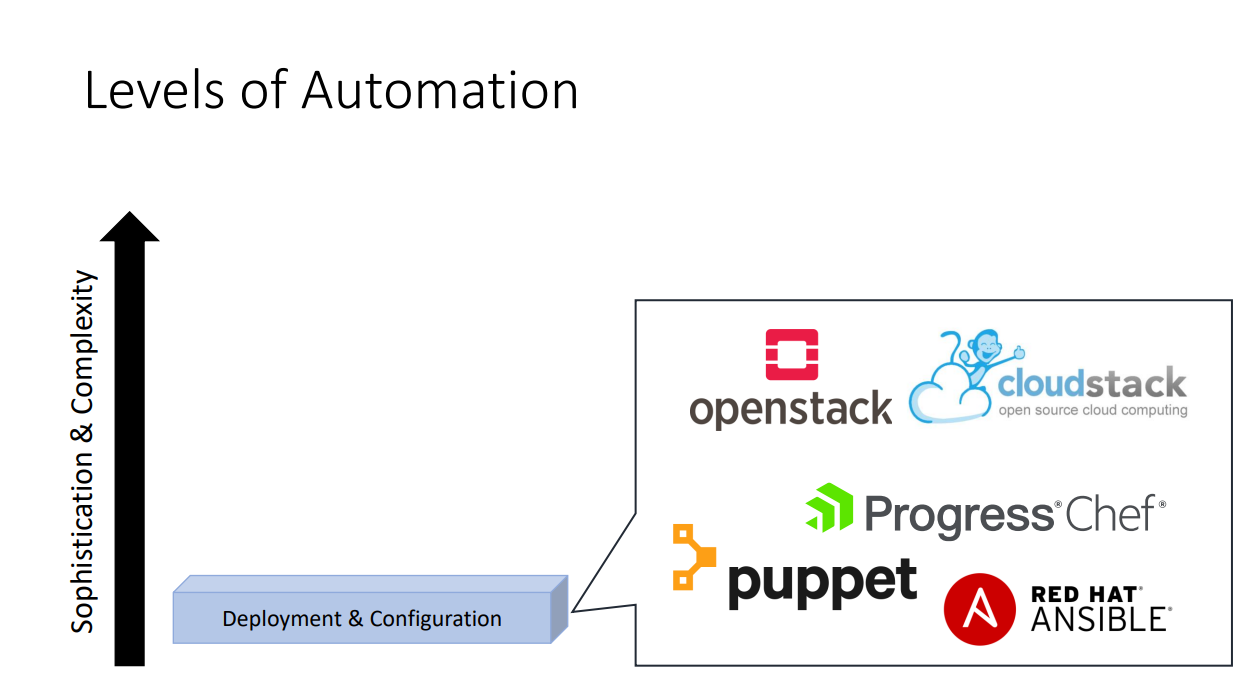 Levels of Automation
Sophistication & Complexity
Deployment & Configuration
openstack
cloudstack
open source cloud computing
Progress® Chef®
puppet
RED HAT®
ANSIBLE®